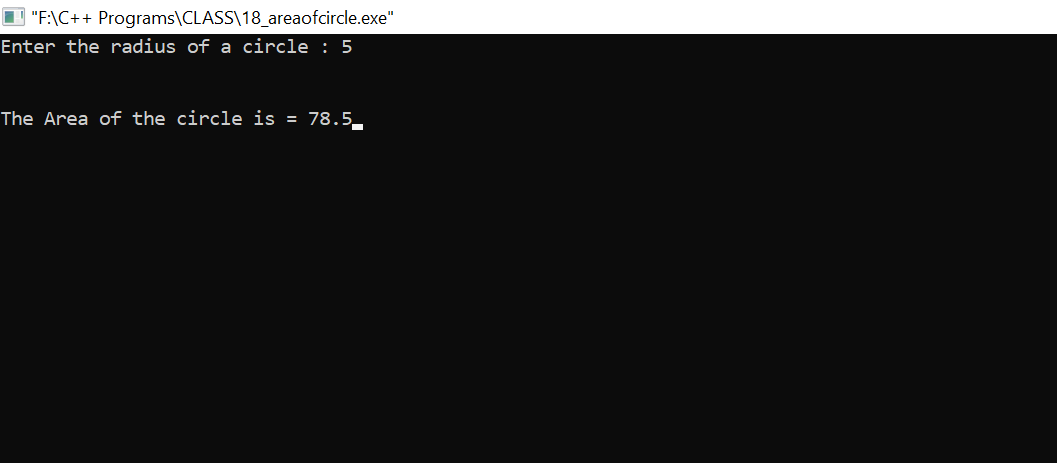 "F:\C++ Programs\CLASS\18_areaofcircle.exe"
Enter the radius of a circle : 5
The Area of the circle is = 78.5